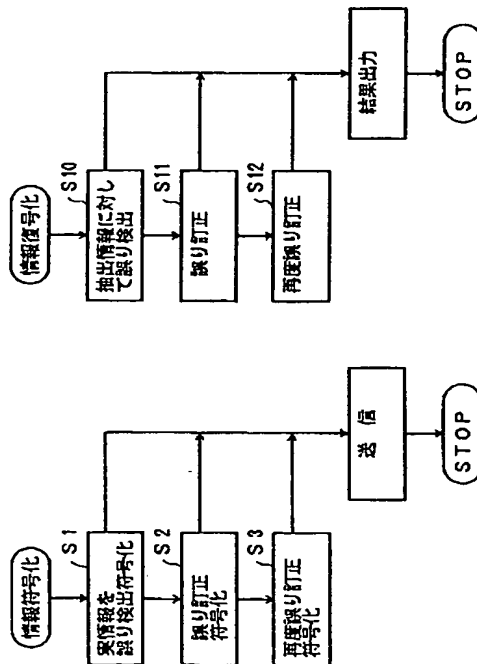 情報符号化
S1
実情報を
誤り検出符号化
S2
誤り訂正
符号化
S3
再度誤り訂正
符号化
送 信
STOP
情報復号化
S10
抽出情報に対し
て誤り検出
S11
誤り訂正
S12
再度誤り訂正
結果出力
STOP